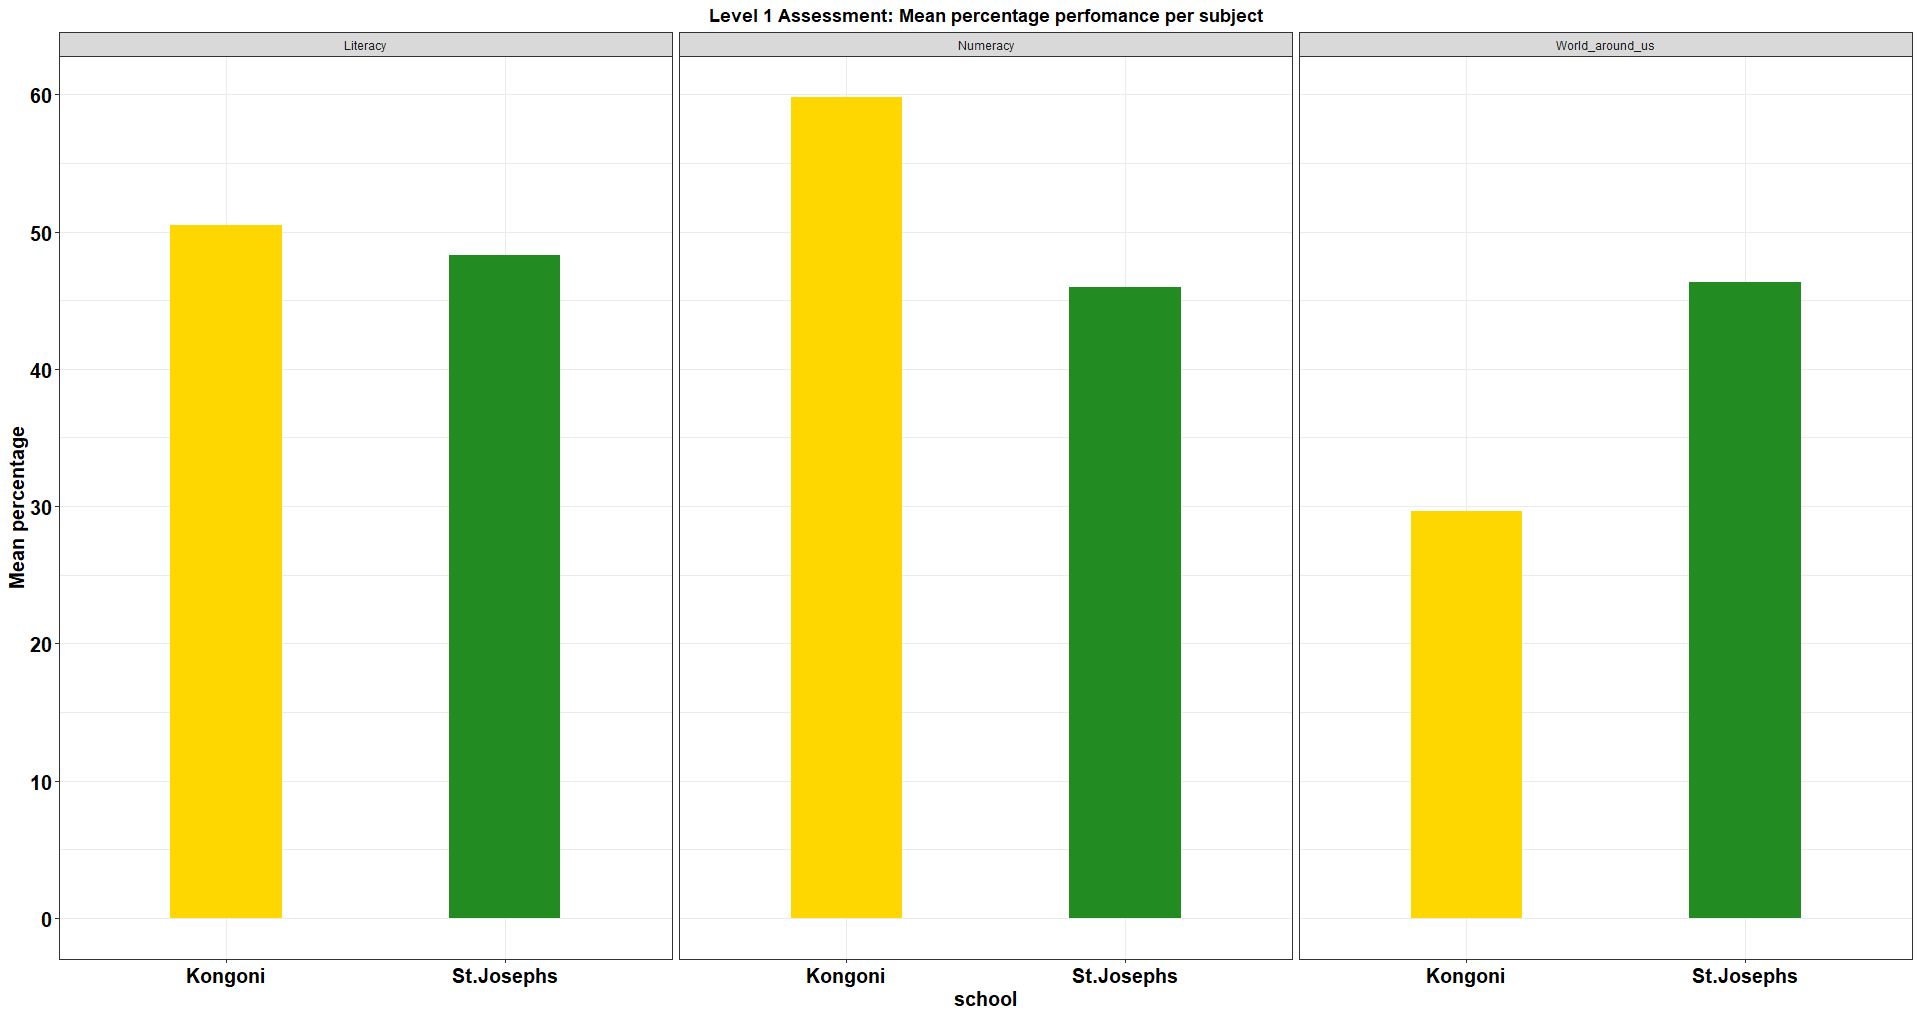 Level 1 Assessment: Mean percentage perfomance per subject
Literacy
Numeracy
World_around_us
Mean percentage
60
50
40
30
20
10
0
Kongoni
St.Josephs
Kongoni
St.Josephs
Kongoni
St.Josephs
school